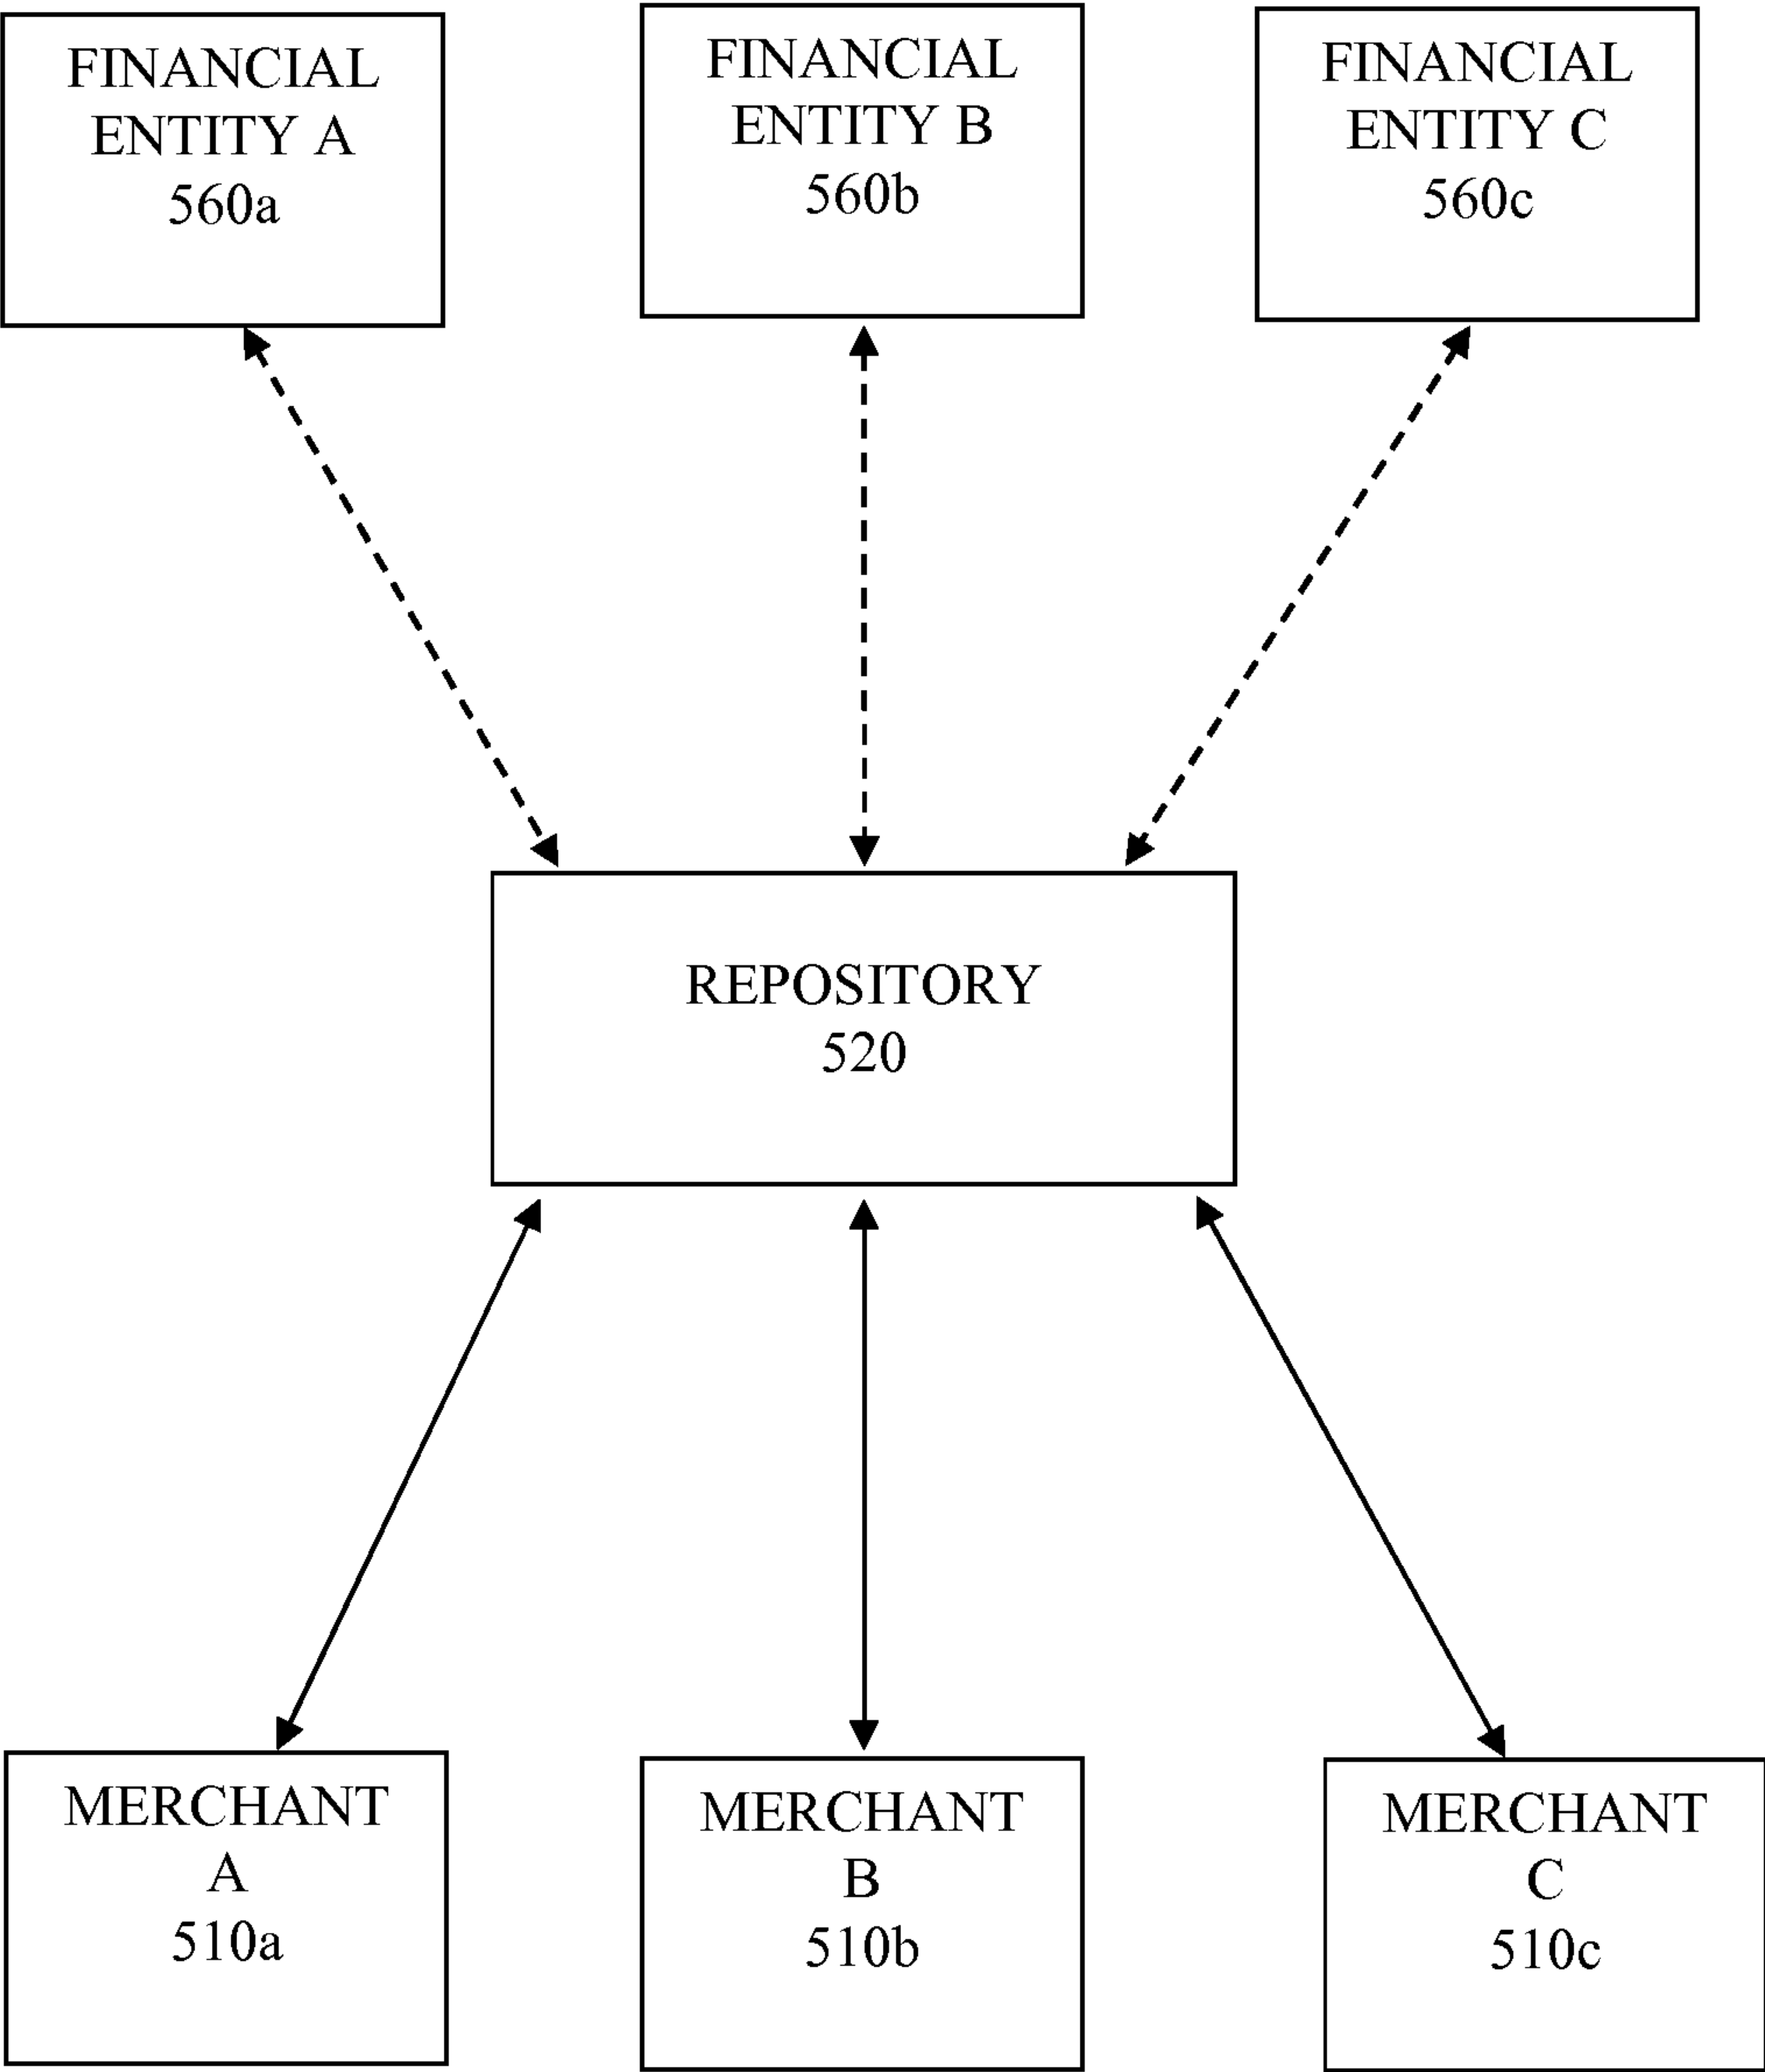 FINANCIAL
ENTITY A
560a
FINANCIAL
ENTITY B
560b
FINANCIAL
ENTITY C
560c
REPOSITORY
520
MERCHANT
A
510a
MERCHANT
B
510b
MERCHANT
C
510c